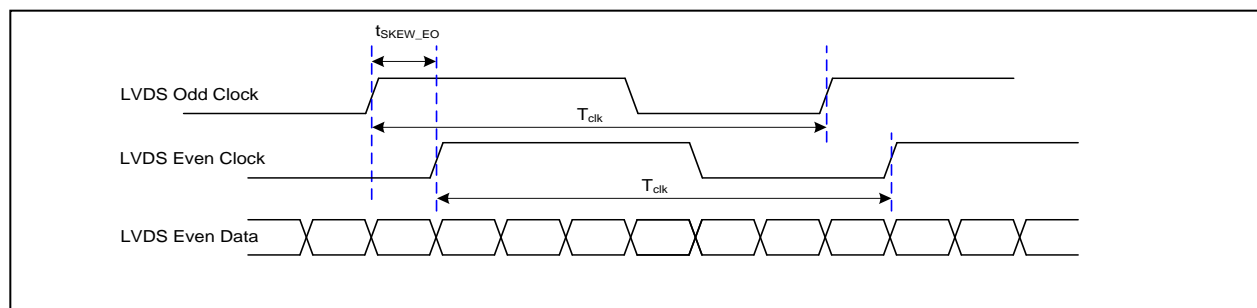 tSKEW_EO
LVDS Odd Clock
Tclk
LVDS Even Clock
Tclk
LVDS Even Data